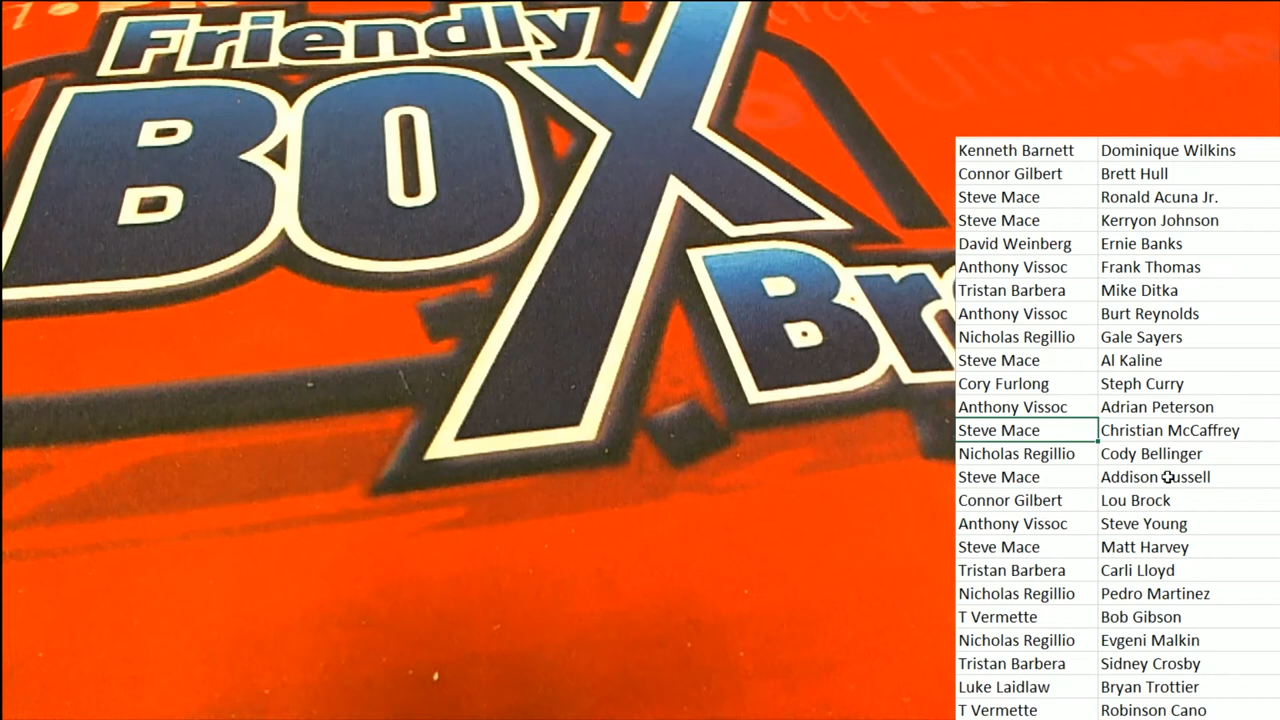 Friendly
BOX
Br
Kenneth Barnett Dominique Wilkins
Connor Gilbert Brett Hull
Steve Mace Ronald Acuna Jr.
Steve Mace Kerryon Johnson
David Weinberg Ernie Banks
Anthony Vissoc Frank Thomas
Tristan Barbera Mike Ditka
Anthony Vissoc Burt Reynolds
Nicholas Regillio Gale Sayers
Steve Mace Al Kaline
Cory Furlong Steph Curry
Anthony Vissoc Adrian Peterson
Steve Mace Christian McCaffrey
Nicholas Regillio Cody Bellinger
Steve Mace Addison Russell
Connor Gilbert Lou Brock
Anthony Vissoc Steve Young
Steve Mace Matt Harvey
Tristan Barbera Carli Lloyd
Nicholas Regillio Pedro Martinez
T Vermette Bob Gibson
Nicholas Regillio Evgeni Malkin
Tristan Barbera Sidney Crosby
Luke Laidlaw Bryan Trottier
T Vermette Robinson Cano